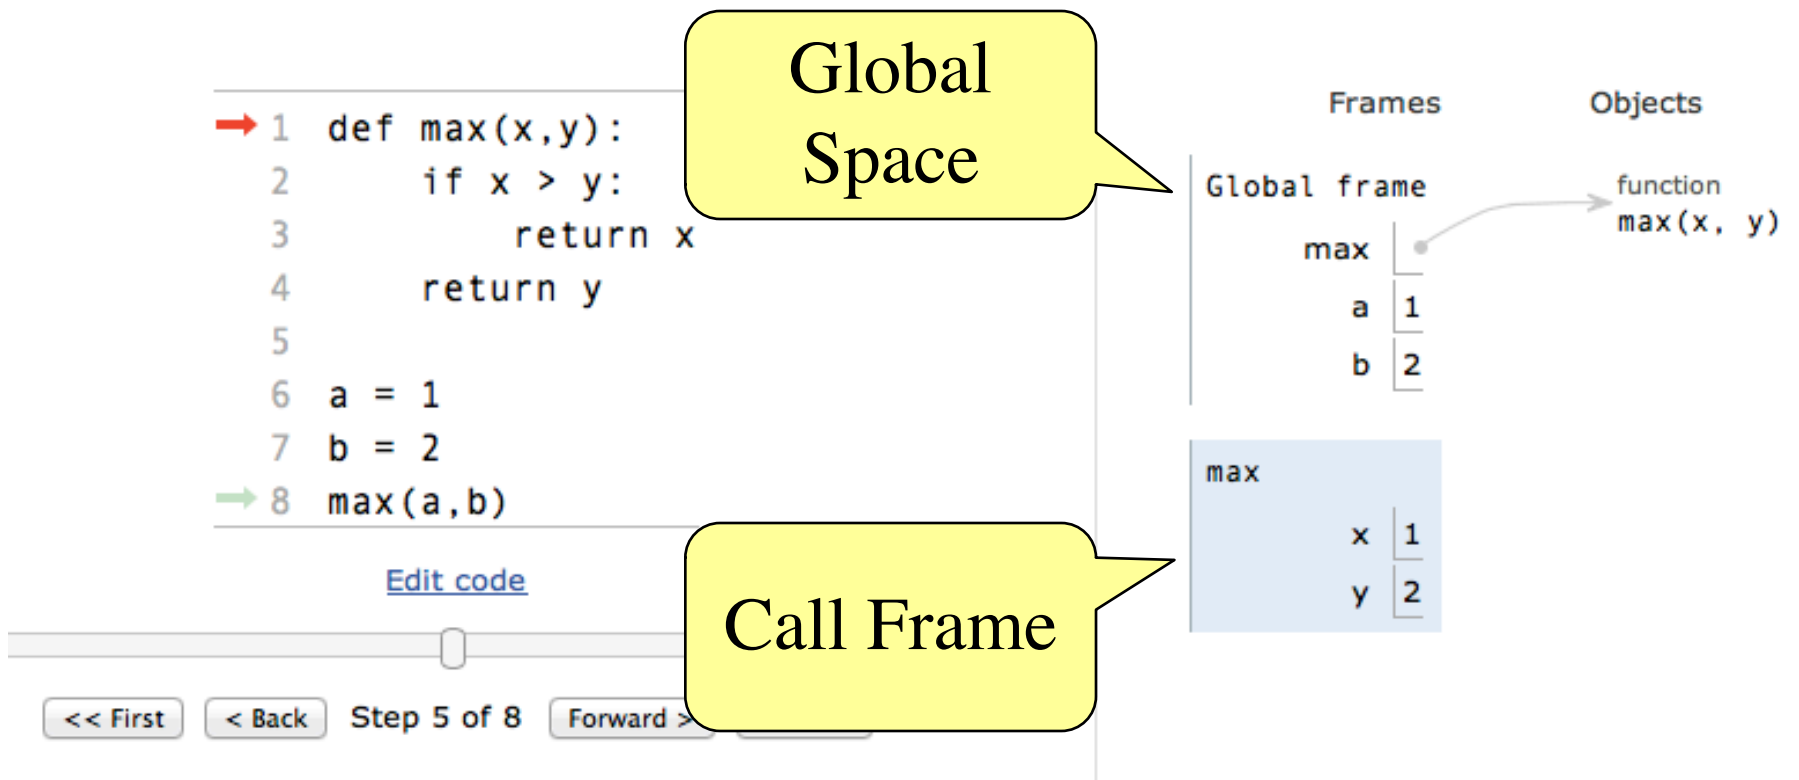 1 def max(x,y):
2     if x > y:
3         return x
4     return y
5
6 a = 1
7 b = 2
8 max(a,b)
Edit code
<< First
< Back
Step 5 of 8
Forward >
Global
Space
Call Frame
Frames
Objects
Global frame
max
a 1
b 2
function
max(x, y)
max
x 1
y 2